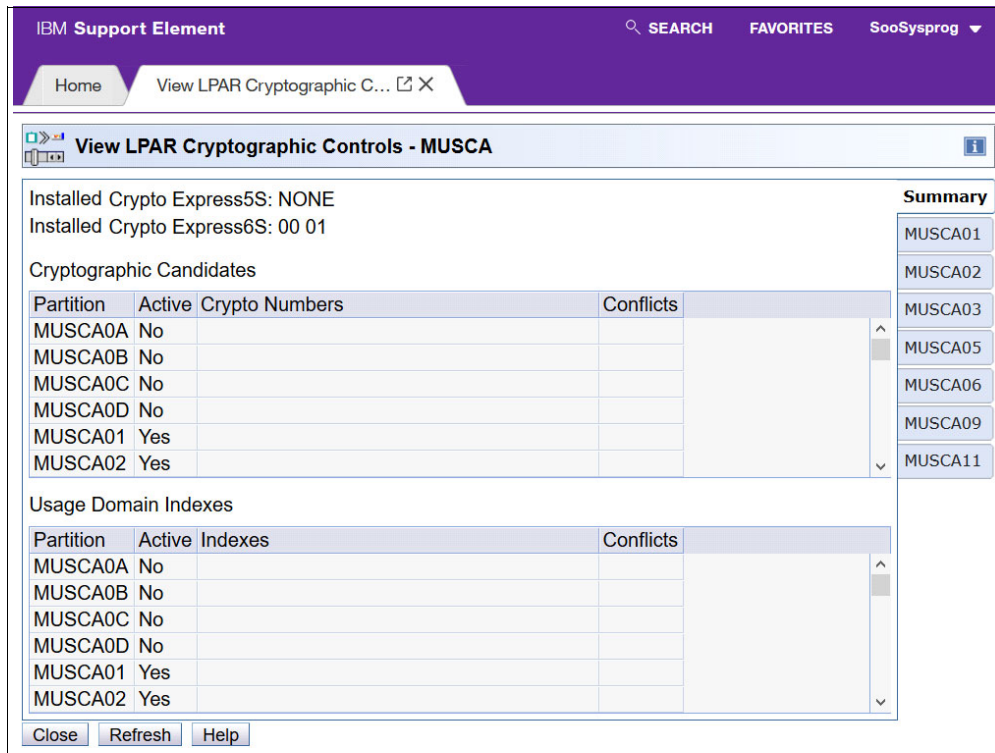 IBM Support Element SEARCH FAVORITES SooSysprog
Home View LPAR Cryptographic C...
View LPAR Cryptographic Controls - MUSCA
Installed Crypto Express5S: NONE
Installed Crypto Express6S: 00 01
Cryptographic Candidates
Partition Active Crypto Numbers Conflicts
MUSCA0A No
MUSCA0B No
MUSCA0C No
MUSCA0D No
MUSCA01 Yes
MUSCA02 Yes
Usage Domain Indexes
Partition Active Indexes Conflicts
MUSCA0A No
MUSCA0B No
MUSCA0C No
MUSCA0D No
MUSCA01 Yes
MUSCA02 Yes
Summary
MUSCA01
MUSCA02
MUSCA03
MUSCA05
MUSCA06
MUSCA09
MUSCA11
Close Refresh Help